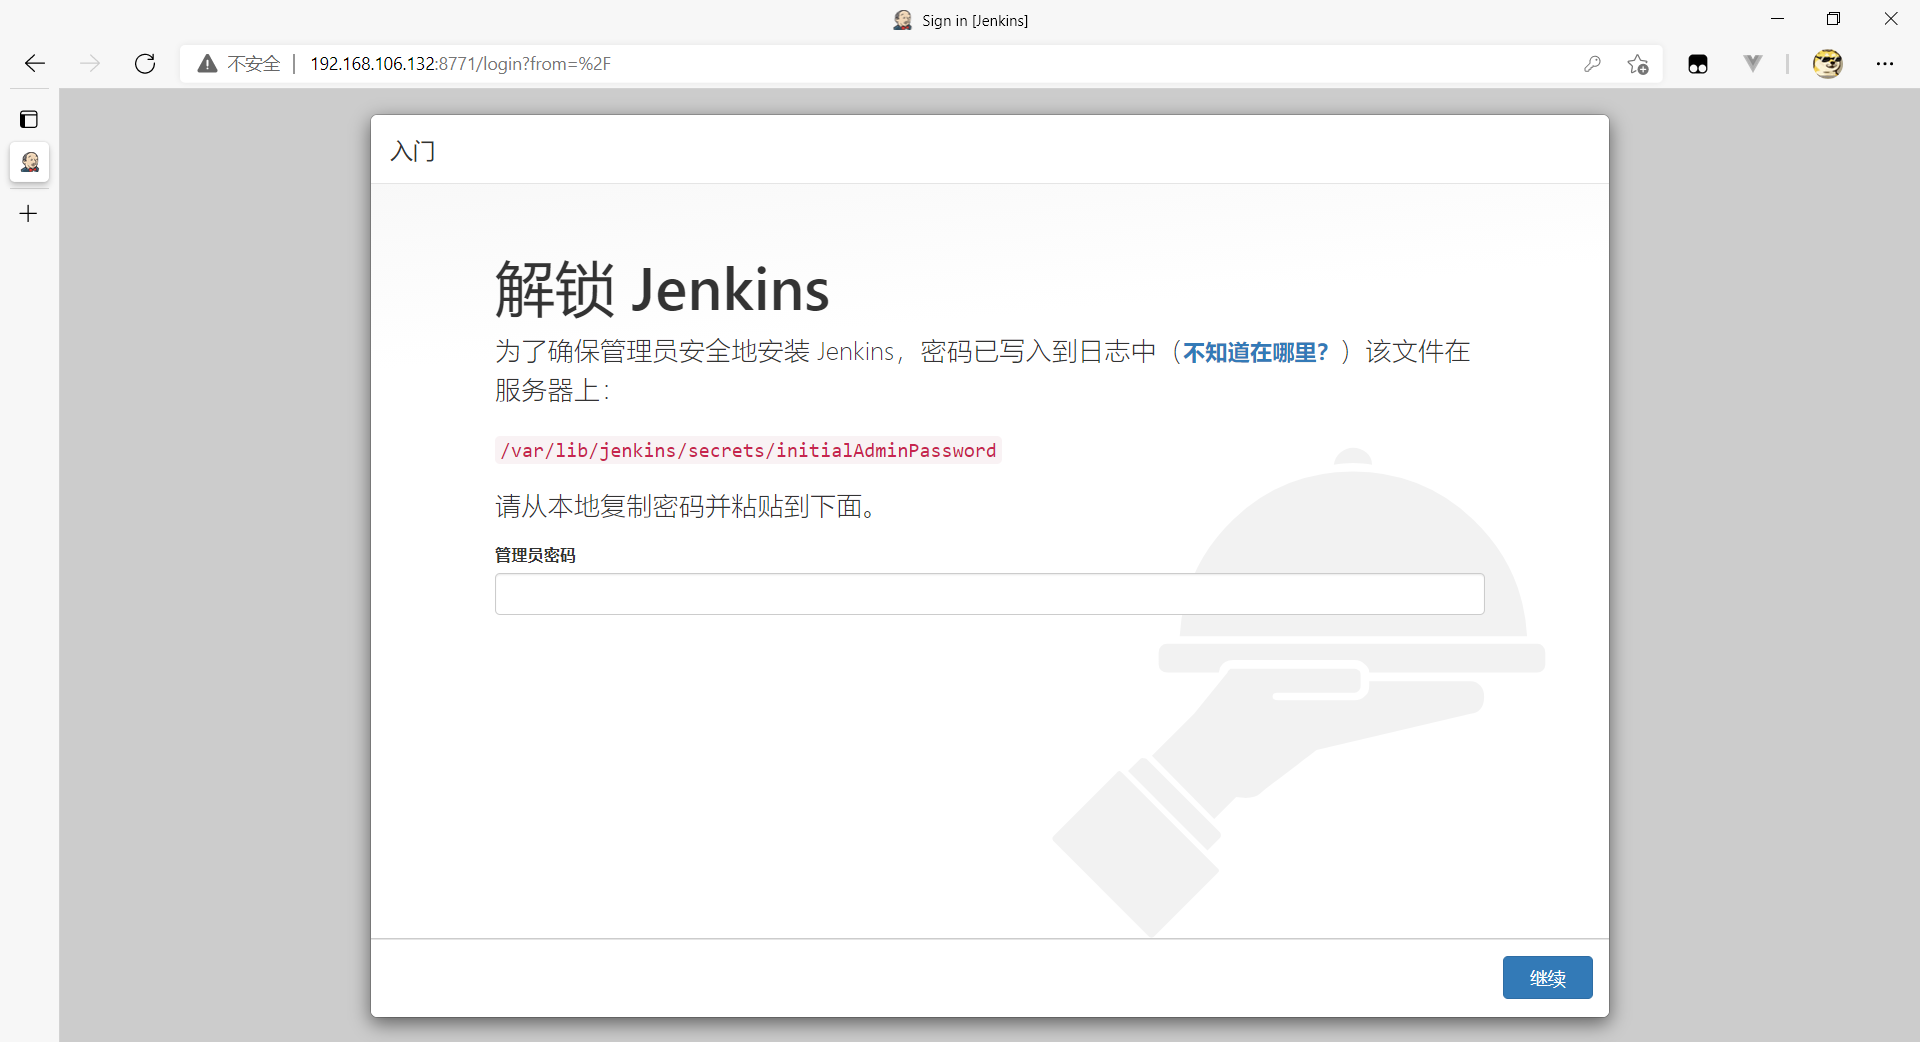 Sign in [Jenkins]
不安全 | 192.168.106.132:8771/login?from=%2F
入门
解锁 Jenkins
为了确保管理员安全地安装 Jenkins，密码已写入到日志中（不知道在哪里？）该文件在
服务器上：
/var/lib/jenkins/secrets/initialAdminPassword
请从本地复制密码并粘贴到下面。
管理员密码
继续